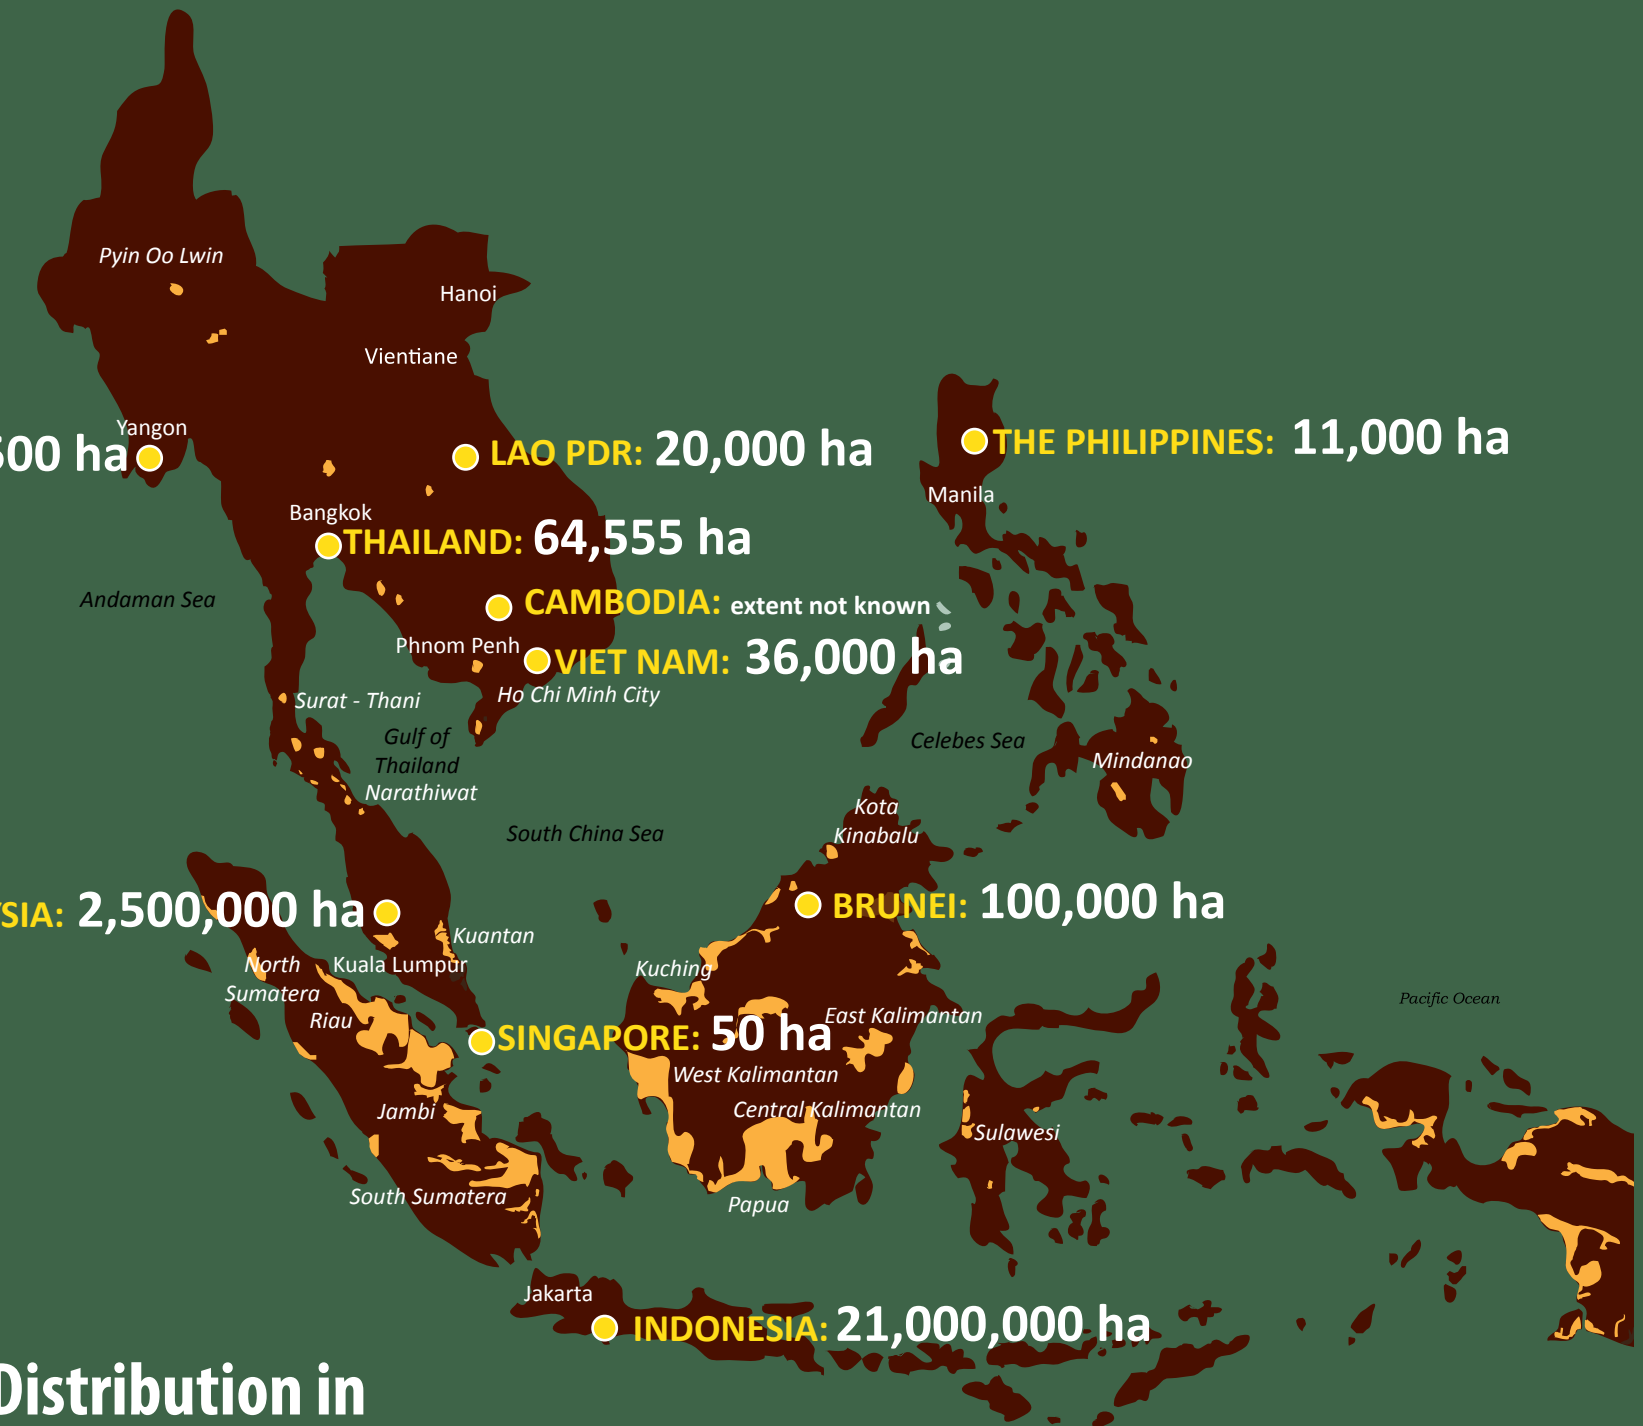 Pyin Oo Lwin
Hanoi
Vientiane
Yangon
500 ha
LAO PDR: 20,000 ha
THE PHILIPPINES: 11,000 ha
Manila
Bangkok
THAILAND: 64,555 ha
Andaman Sea
CAMBODIA: extent not known
Phnom Penh
VIET NAM: 36,000 ha
Ho Chi Minh City
Surat - Thani
Gulf of
Thailand
Narathiwat
Celebes Sea
Mindanao
Kota
Kinabalu
South China Sea
SIA: 2,500,000 ha
BRUNEI: 100,000 ha
Kuantan
Kuala Lumpur
North
Sumatera
Kuching
Riau
Pacific Ocean
East Kalimantan
SINGAPORE: 50 ha
West Kalimantan
Jambi
Central Kalimantan
Sulawesi
South Sumatera
Papua
Jakarta
INDONESIA: 21,000,000 ha
Distribution in